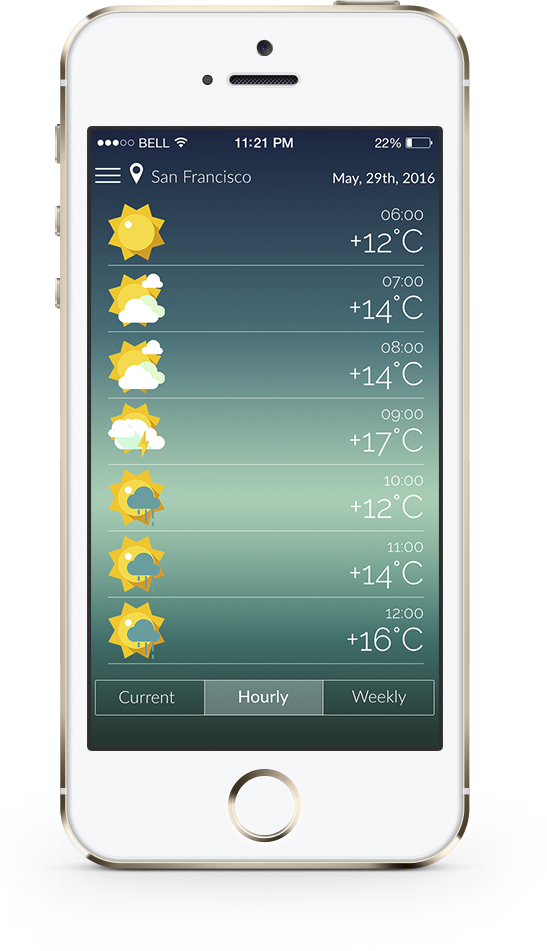 BELL 11:21 PM 22%
San Francisco May, 29th, 2016
06:00
+12°C
07:00
+14°C
08:00
+14°C
09:00
+17°C
10:00
+12°C
11:00
+14°C
12:00
+16°C
Current Hourly Weekly